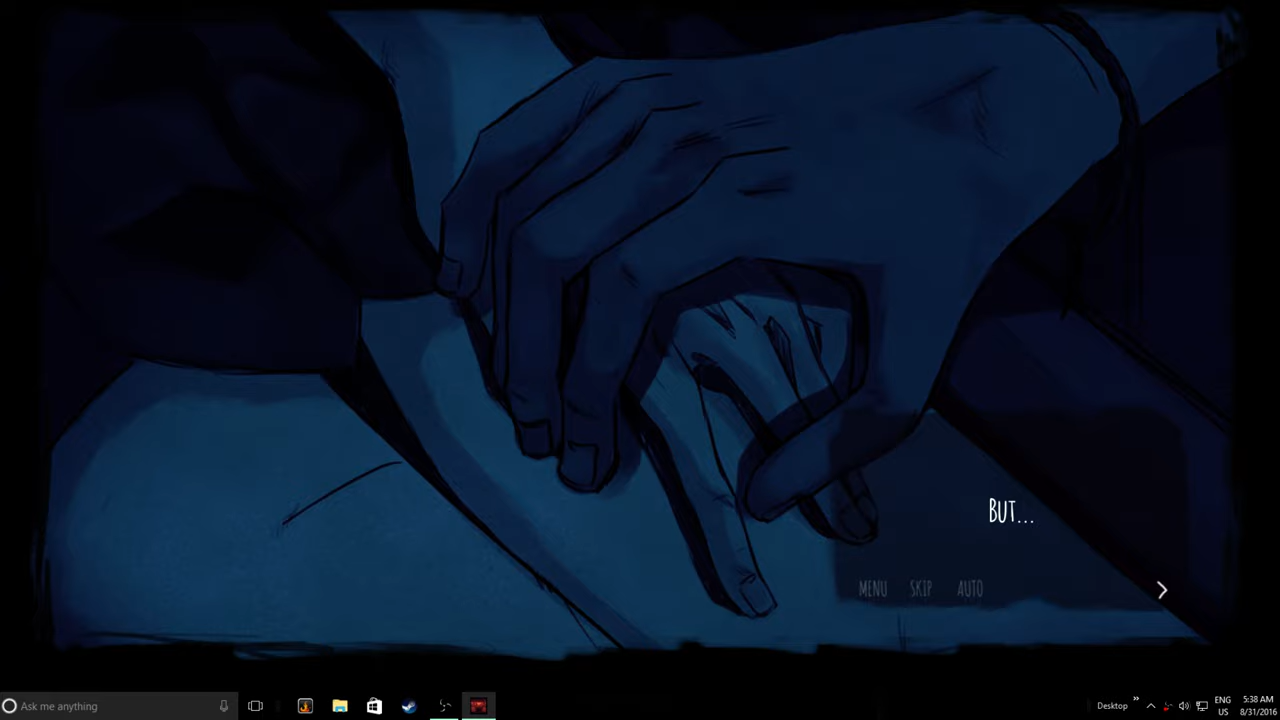 BUT...
MENU SKIP AUTO
Ask me anything
Desktop
ENG
US
5:38 AM
8/31/2016